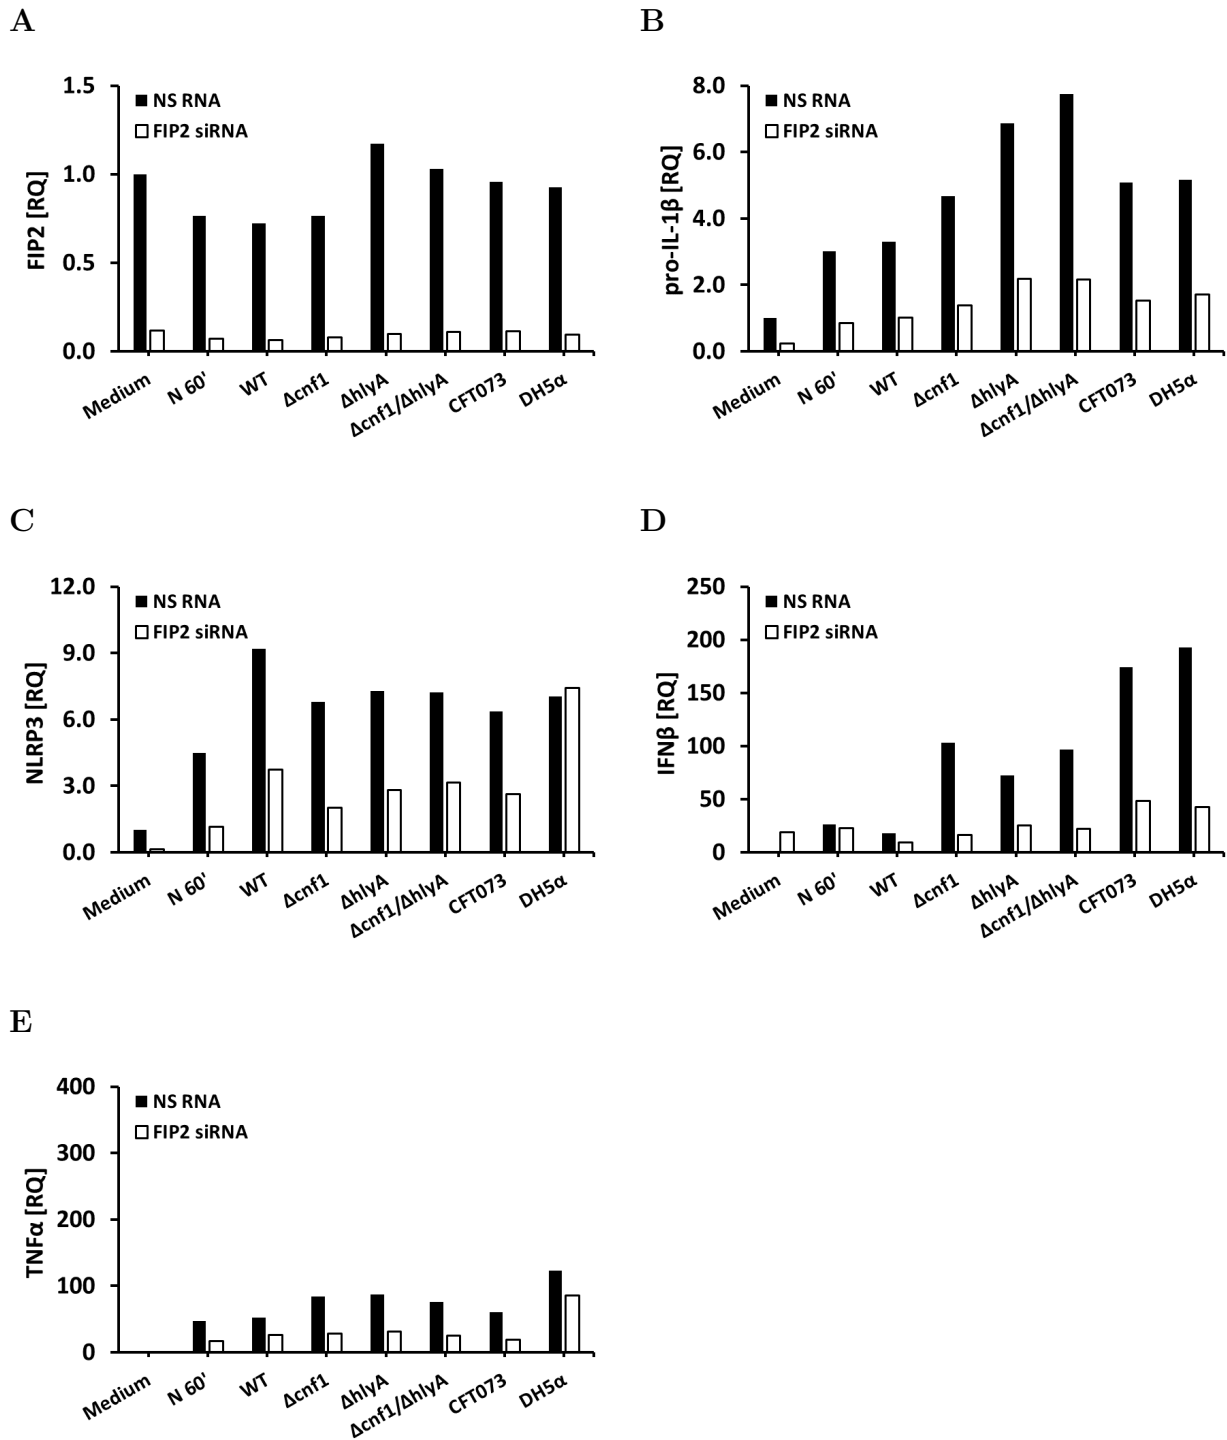 A
FIP2 [RQ]
1.5
1.0
0.5
0.0
NS RNA
FIP2 siRNA
Medium
N 60'
WT
Δcnf1
ΔhlyA
Δcnf1/ΔhlyA
CFT073
DH5α
B
pro-IL-1β [RQ]
8.0
6.0
4.0
2.0
0.0
NS RNA
FIP2 siRNA
Medium
N 60'
WT
Δcnf1
ΔhlyA
Δcnf1/ΔhlyA
CFT073
DH5α
C
NLRP3 [RQ]
12.0
9.0
6.0
3.0
0.0
NS RNA
FIP2 siRNA
Medium
N 60'
WT
Δcnf1
ΔhlyA
Δcnf1/ΔhlyA
CFT073
DH5α
D
IFNβ [RQ]
250
200
150
100
50
0
NS RNA
FIP2 siRNA
Medium
N 60'
WT
Δcnf1
ΔhlyA
Δcnf1/ΔhlyA
CFT073
DH5α
E
TNFα [RQ]
400
300
200
100
0
NS RNA
FIP2 siRNA
Medium
N 60'
WT
Δcnf1
ΔhlyA
Δcnf1/ΔhlyA
CFT073
DH5α